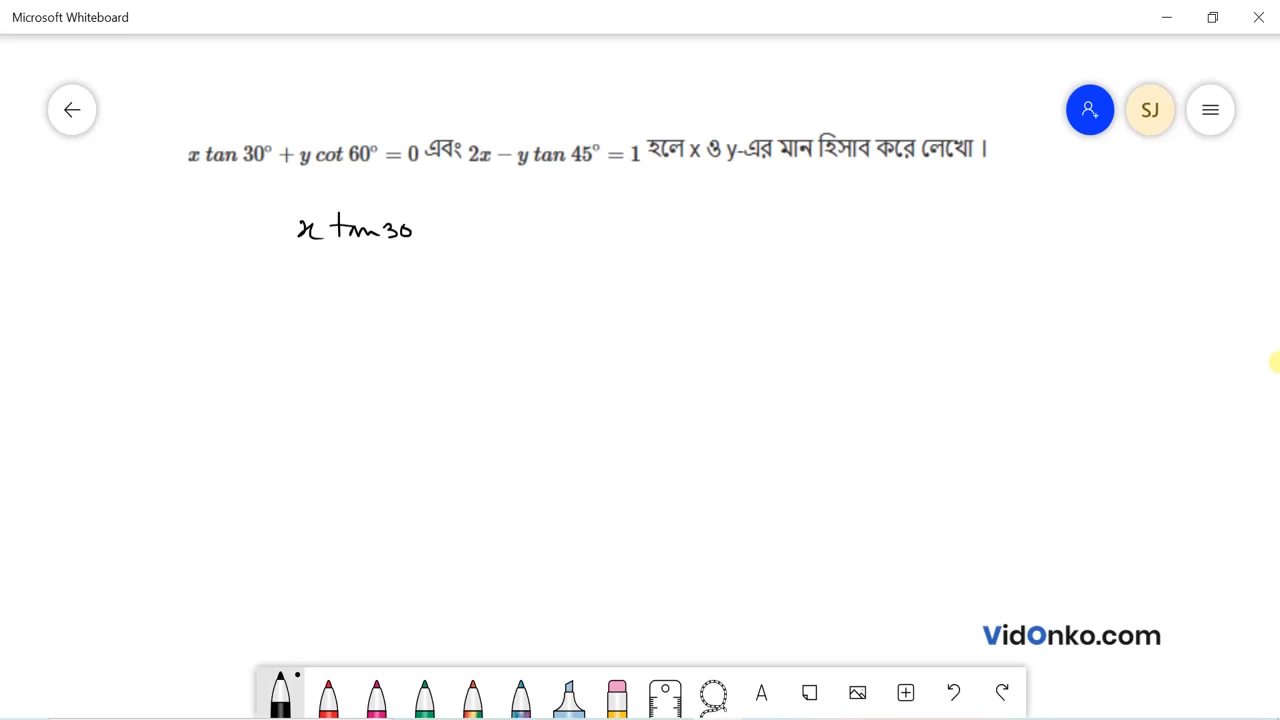 Microsoft Whiteboard
SJ
x tan 30° + y cot 60° = 0 এবং 2x − y tan 45° = 1 হলে x ও y-এর মান হিসাব করে লেখো ।
x tan 30
VidOnko.com
A